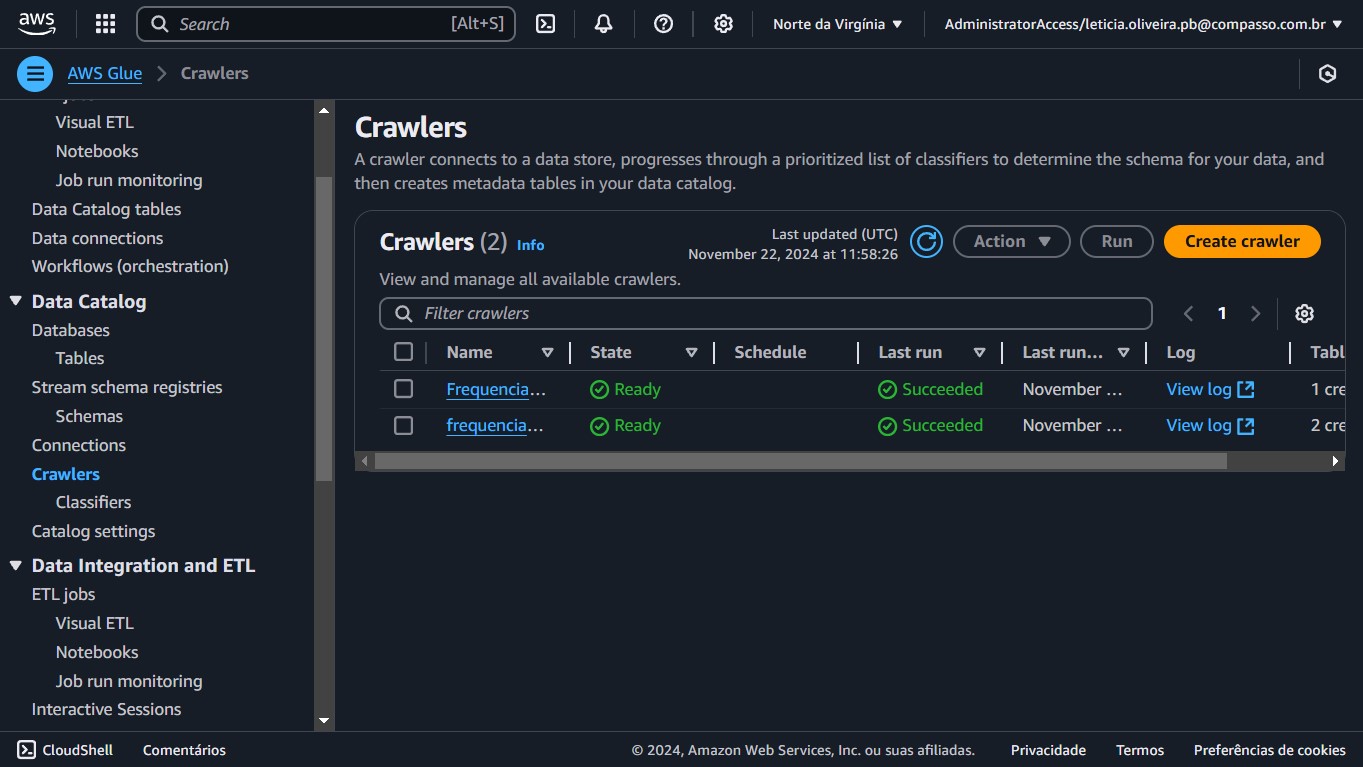 aws
Search [Alt+S]
Norte da Virgínia
AdministratorAccess/leticia.oliveira.pb@compasso.com.br
AWS Glue
Crawlers
Visual ETL
Notebooks
Job run monitoring
Data Catalog tables
Data connections
Workflows (orchestration)
Data Catalog
Databases
Tables
Stream schema registries
Schemas
Connections
Crawlers
Classifiers
Catalog settings
Data Integration and ETL
ETL jobs
Visual ETL
Notebooks
Job run monitoring
Interactive Sessions
Crawlers
A crawler connects to a data store, progresses through a prioritized list of classifiers to determine the schema for your data, and
then creates metadata tables in your data catalog.
Crawlers (2) Info
Last updated (UTC)
November 22, 2024 at 11:58:26
Action
Run
Create crawler
View and manage all available crawlers.
Filter crawlers
1
Name State Schedule Last run Last run... Log Tabl
Frequencia... Ready Succeeded November ... View log 1 cre
frequencia... Ready Succeeded November ... View log 2 cre
CloudShell Comentários © 2024, Amazon Web Services, Inc. ou suas afiliadas. Privacidade Termos Preferências de cookies